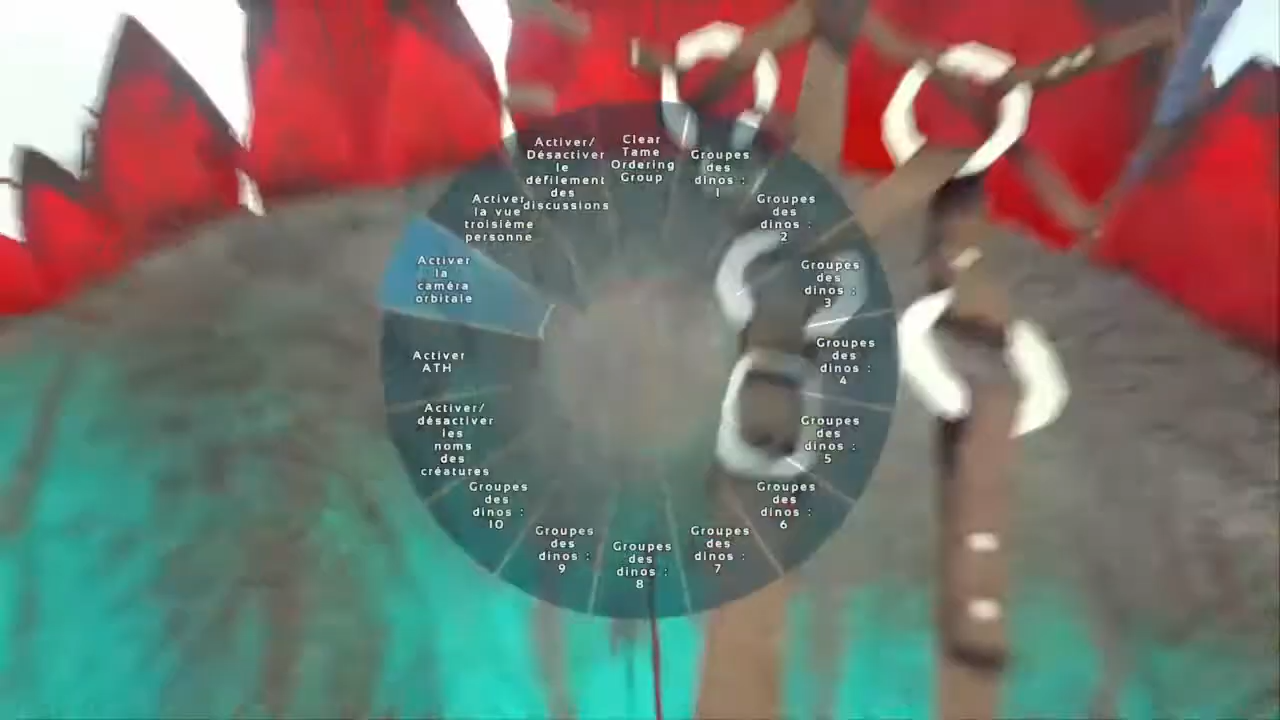 Clear
Tame
Ordering
Group
Groupes
des
dinos :
1
Groupes
des
dinos :
2
Groupes
des
dinos :
3
Groupes
des
dinos :
4
Groupes
des
dinos :
5
Groupes
des
dinos :
6
Groupes
des
dinos :
7
Groupes
des
dinos :
8
Groupes
des
dinos :
9
Groupes
des
dinos :
10
Activer/
désactiver
les
noms
des
créatures
Activer
ATH
Activer
la
caméra
orbitale
Activer
la vue
troisième
personne
Activer/
Désactiver
le
défilement
des
discussions